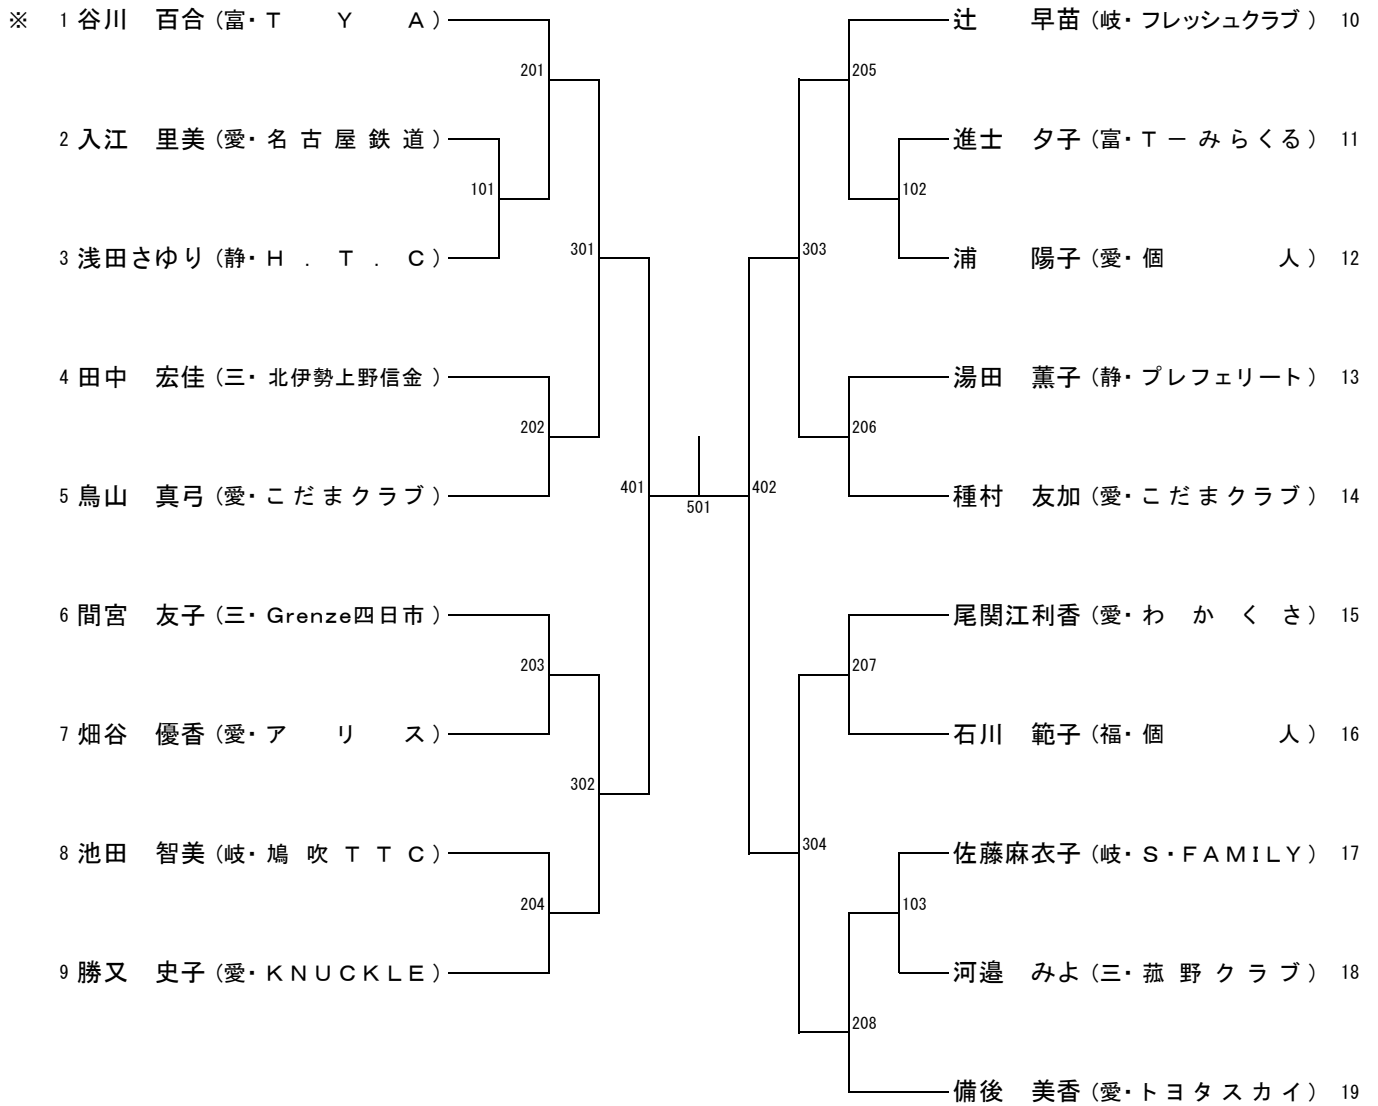 ※ 1 谷川 百合 (富・T Y A)
201
2 入江 里美 (愛・名古屋鉄道)
101
3 浅田さゆり (静・H.T.C)
301
4 田中 宏佳 (三・北伊勢上野信金)
202
5 鳥山 真弓 (愛・こだまクラブ)
401
6 間宮 友子 (三・Grenze四日市)
203
7 畑谷 優香 (愛・アリス)
302
8 池田 智美 (岐・鳩吹TTC)
204
9 勝又 史子 (愛・KNUCKLE)
501
辻 早苗 (岐・フレッシュクラブ) 10
205
進士 夕子 (富・T－みらくる) 11
102
浦 陽子 (愛・個人) 12
303
湯田 薫子 (静・プレフェリート) 13
206
種村 友加 (愛・こだまクラブ) 14
402
尾関江利香 (愛・わかくさ) 15
207
石川 範子 (福・個人) 16
304
佐藤麻衣子 (岐・S・FAMILY) 17
103
河邉 みよ (三・菰野クラブ) 18
208
備後 美香 (愛・トヨタスカイ) 19